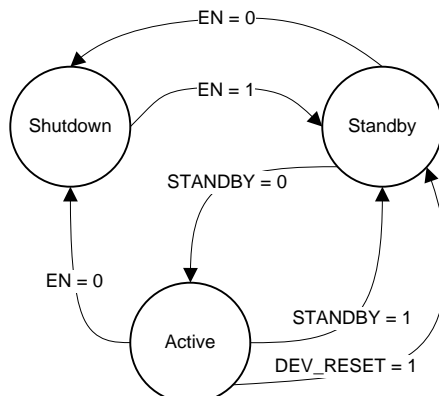 EN = 0
EN = 1
Shutdown
Standby
STANDBY = 0
EN = 0
STANDBY = 1
Active
DEV_RESET = 1